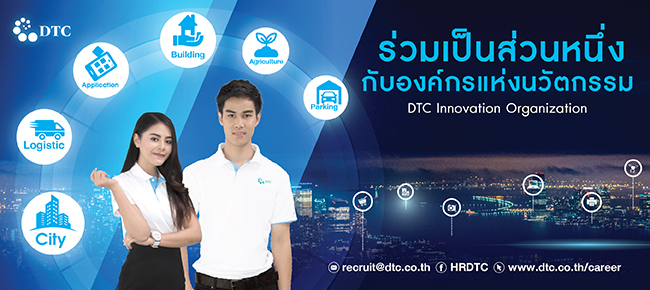 DTC
Building
Agriculture
Application
Parking
Logistic
City
DTC
ร่วมเป็นส่วนหนึ่ง
กับองค์กรแห่งนวัตกรรม
DTC Innovation Organization
recruit@dtc.co.th HRDTC www.dtc.co.th/career